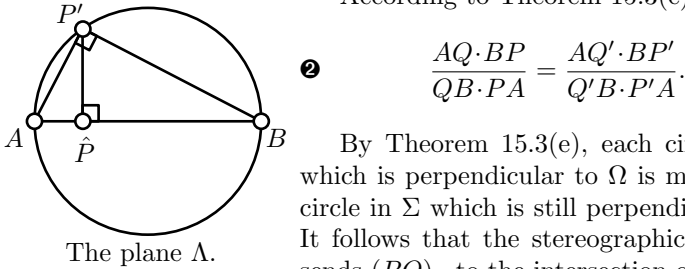 P′
A
P̂
B
The plane Λ.
According to Theorem 15.3(e)
❷ AQ·BP / QB·PA = AQ′·BP′ / Q′B·P′A.
By Theorem 15.3(e), each cir
which is perpendicular to Ω is m
circle in Σ which is still perpendi
It follows that the stereographic
sends (PQ) to the intersection o